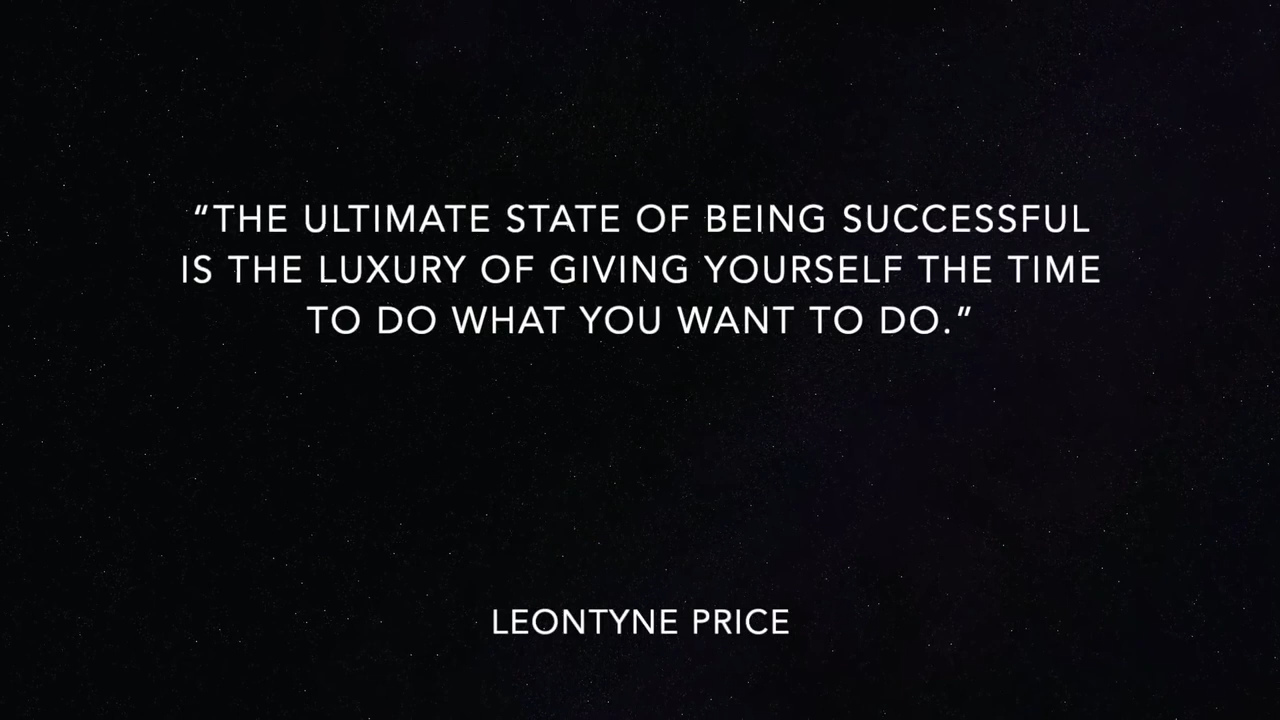 “THE ULTIMATE STATE OF BEING SUCCESSFUL
IS THE LUXURY OF GIVING YOURSELF THE TIME
TO DO WHAT YOU WANT TO DO.”
LEONTYNE PRICE